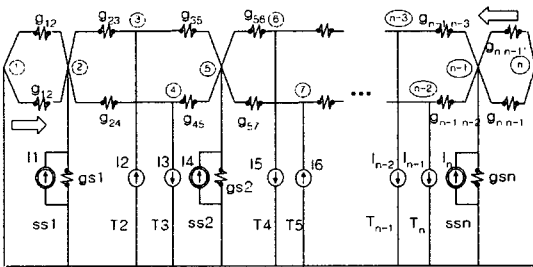 g12 g23 3 g35 g56 6 n-3 gn-1 n-3 gn n-1
1 2 5 n-1 n
4 7 n-2
g12 g24 g45 g57 ... gn-1 n-2 gn n-1
I1 I2 I3 I4 I5 I6 In-2 In-1 In
gs1 gs2 gsn
ss1 T2 T3 ss2 T4 T5 Tn-1 Tn ssn